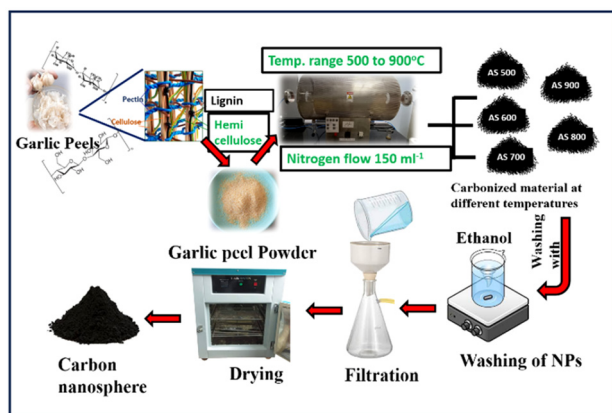 Temp. range 500 to 900°C
AS 500
AS 900
AS 600
AS 800
AS 700
Pectin
Cellulose
Lignin
Hemi
cellulose
Garlic Peels
Nitrogen flow 150 ml⁻¹
Carbonized material at
different temperatures
Garlic peel Powder
Washing
with
Ethanol
Carbon
nanosphere
Drying
Filtration
Washing of NPs